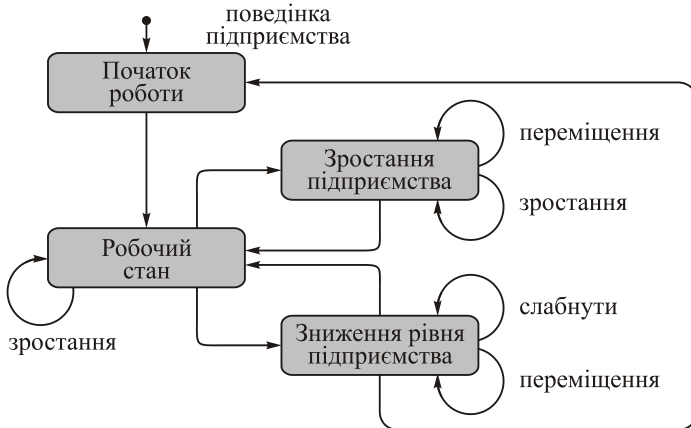 поведінка
підприємства
Початок
роботи
переміщення
Зростання
підприємства
зростання
Робочий
стан
зростання
слабнути
Зниження рівня
підприємства
переміщення